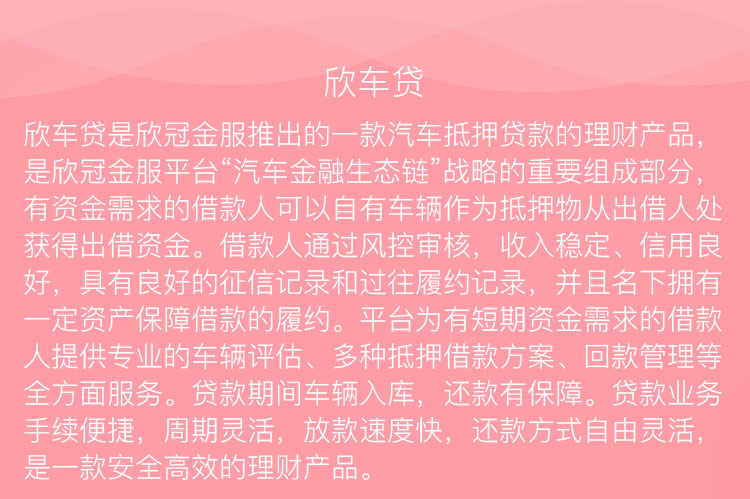 欣车贷
欣车贷是欣冠金服推出的一款汽车抵押贷款的理财产品，
是欣冠金服平台“汽车金融生态链”战略的重要组成部分，
有资金需求的借款人可以自有车辆作为抵押物从出借人处
获得出借资金。借款人通过风控审核，收入稳定、信用良
好，具有良好的征信记录和过往履约记录，并且名下拥有
一定资产保障借款的履约。平台为有短期资金需求的借款
人提供专业的车辆评估、多种抵押借款方案、回款管理等
全方面服务。贷款期间车辆入库，还款有保障。贷款业务
手续便捷，周期灵活，放款速度快，还款方式自由灵活，
是一款安全高效的理财产品。